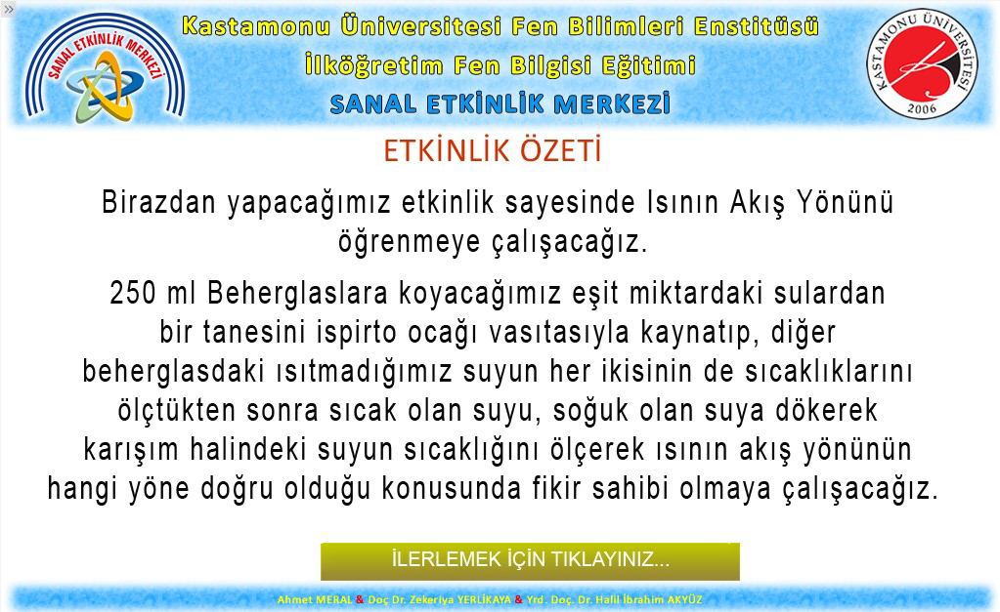 »
SANAL ETKİNLİK MERKEZİ
Kastamonu Üniversitesi Fen Bilimleri Enstitüsü
İlköğretim Fen Bilgisi Eğitimi
SANAL ETKİNLİK MERKEZİ
KASTAMONU ÜNİVERSİTESİ
2006
ETKİNLİK ÖZETİ
Birazdan yapacağımız etkinlik sayesinde Isının Akış Yönünü
öğrenmeye çalışacağız.
250 ml Beherglaslara koyacağımız eşit miktardaki sulardan
bir tanesini ispirto ocağı vasıtasıyla kaynatıp, diğer
beherglasdaki ısıtmadığımız suyun her ikisinin de sıcaklıklarını
ölçtükten sonra sıcak olan suyu, soğuk olan suya dökerek
karışım halindeki suyun sıcaklığını ölçerek ısının akış yönünün
hangi yöne doğru olduğu konusunda fikir sahibi olmaya çalışacağız.
İLERLEMEK İÇİN TIKLAYINIZ...
Ahmet MERAL & Doç Dr. Zekeriya YERLİKAYA & Yrd. Doç. Dr. Halil İbrahim AKYÜZ